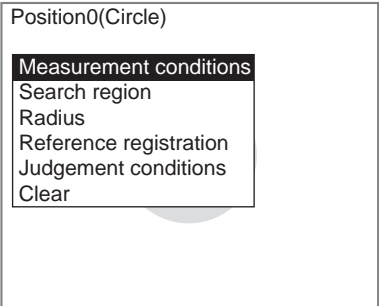 Position0(Circle)
Measurement conditions
Search region
Radius
Reference registration
Judgement conditions
Clear